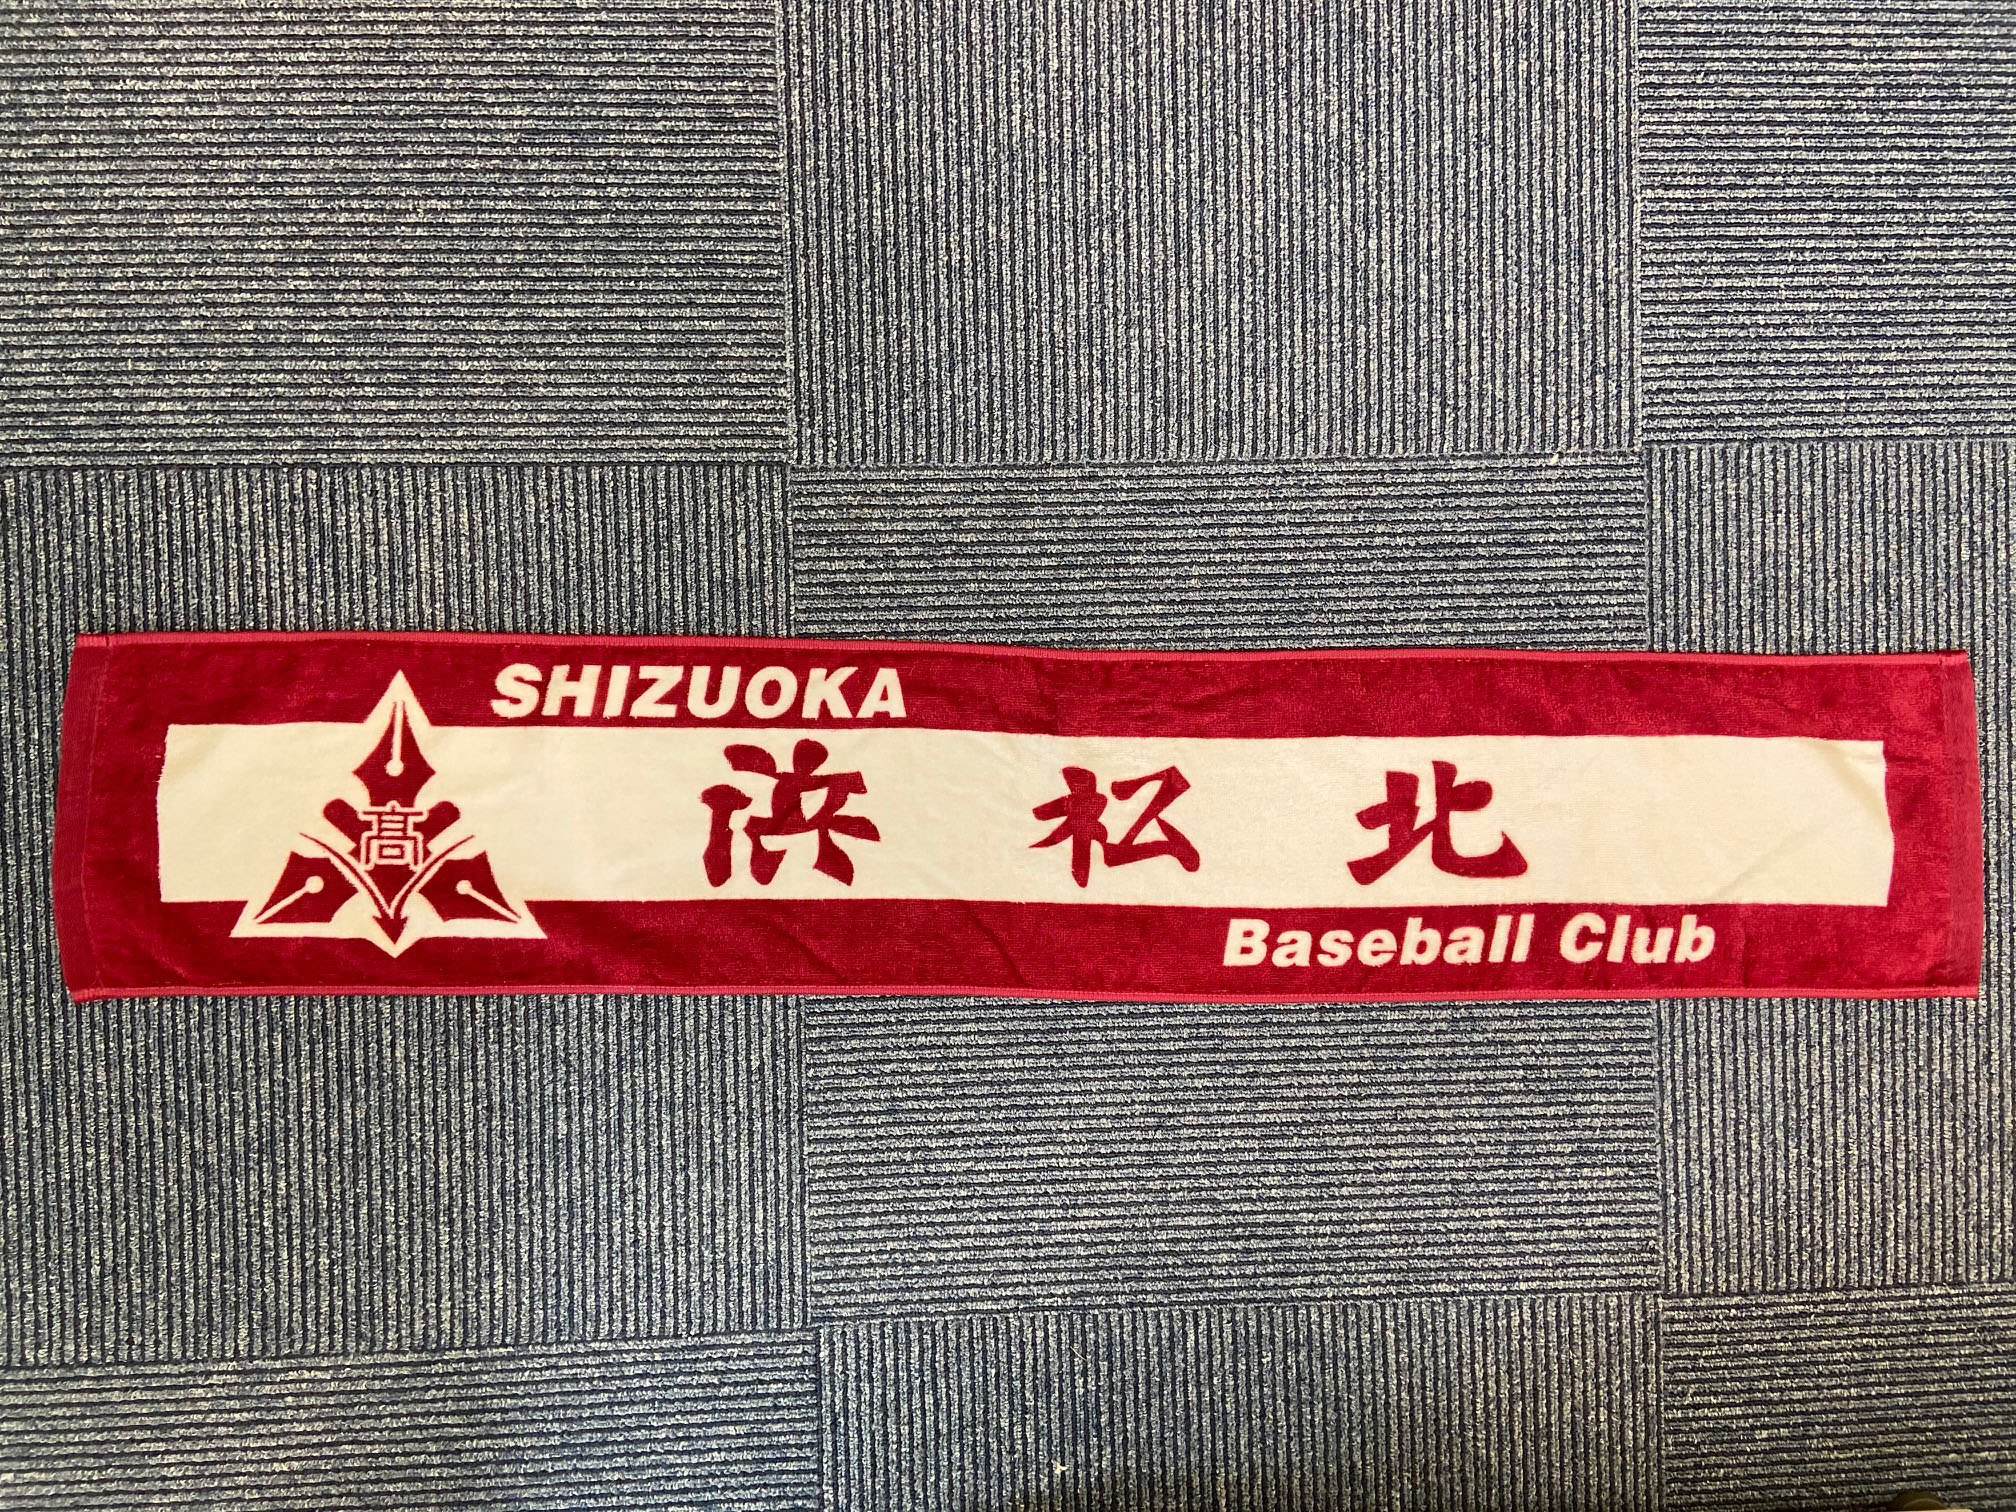 SHIZUOKA
高
浜松北
Baseball Club